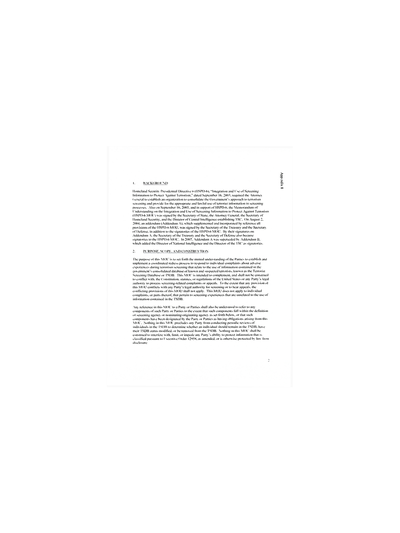 Appendix B
1. BACKGROUND
Homeland Security Presidential Directive 6 (HSPD-6), "Integration and Use of Screening
Information to Protect Against Terrorism," dated September 16, 2003, required the Attorney
General to establish an organization to consolidate the Government's approach to terrorism
screening and provide for the appropriate and lawful use of terrorist information in screening
processes. Also on September 16, 2003, and in support of HSPD-6, the Memorandum of
Understanding on the Integration and Use of Screening Information to Protect Against Terrorism
(HSPD-6 MOU) was signed by the Secretary of State, the Attorney General, the Secretary of
Homeland Security, and the Director of Central Intelligence establishing TSC. On August 2,
2004, an addendum (Addendum A), which supplemented and incorporated by reference all
provisions of the HSPD-6 MOU, was signed by the Secretary of the Treasury and the Secretary
of Defense, in addition to the signatories of the HSPD-6 MOU. By their signature on
Addendum A, the Secretary of the Treasury and the Secretary of Defense also became
signatories to the HSPD-6 MOU. In 2007, Addendum A was superseded by Addendum B,
which added the Director of National Intelligence and the Director of the TSC as signatories.
2. PURPOSE, SCOPE, AND CONSTRUCTION
The purpose of this MOU is to set forth the mutual understanding of the Parties to establish and
implement a coordinated redress process to respond to individual complaints about adverse
experiences during terrorism screening that relate to the use of information contained in the
government's consolidated database of known and suspected terrorists, known as the Terrorist
Screening Database or TSDB. This MOU is intended to complement, and shall not be construed
to conflict with, the Constitution, statutes, or regulations of the United States or any Party's legal
authority to process screening-related complaints or appeals. To the extent that any provision of
this MOU conflicts with any Party's legal authority for screening or to hear appeals, the
conflicting provisions of this MOU shall not apply. This MOU does not apply to individual
complaints, or parts thereof, that pertain to screening experiences that are unrelated to the use of
information contained in the TSDB.
Any reference in this MOU to a Party or Parties shall also be understood to refer to any
components of such Party or Parties to the extent that such components fall within the definition
of screening agency or nominating/originating agency, as set forth below, or that such
components have been designated by the Party or Parties as having obligations arising from this
MOU. Nothing in this MOU precludes any Party from conducting periodic reviews of
individuals in the TSDB to determine whether an individual should remain in the TSDB, have
their TSDB status modified, or be removed from the TSDB. Nothing in this MOU shall be
construed to interfere with, limit, or impede any Party's ability to protect information that is
classified pursuant to Executive Order 12958, as amended, or is otherwise protected by law from
disclosure.